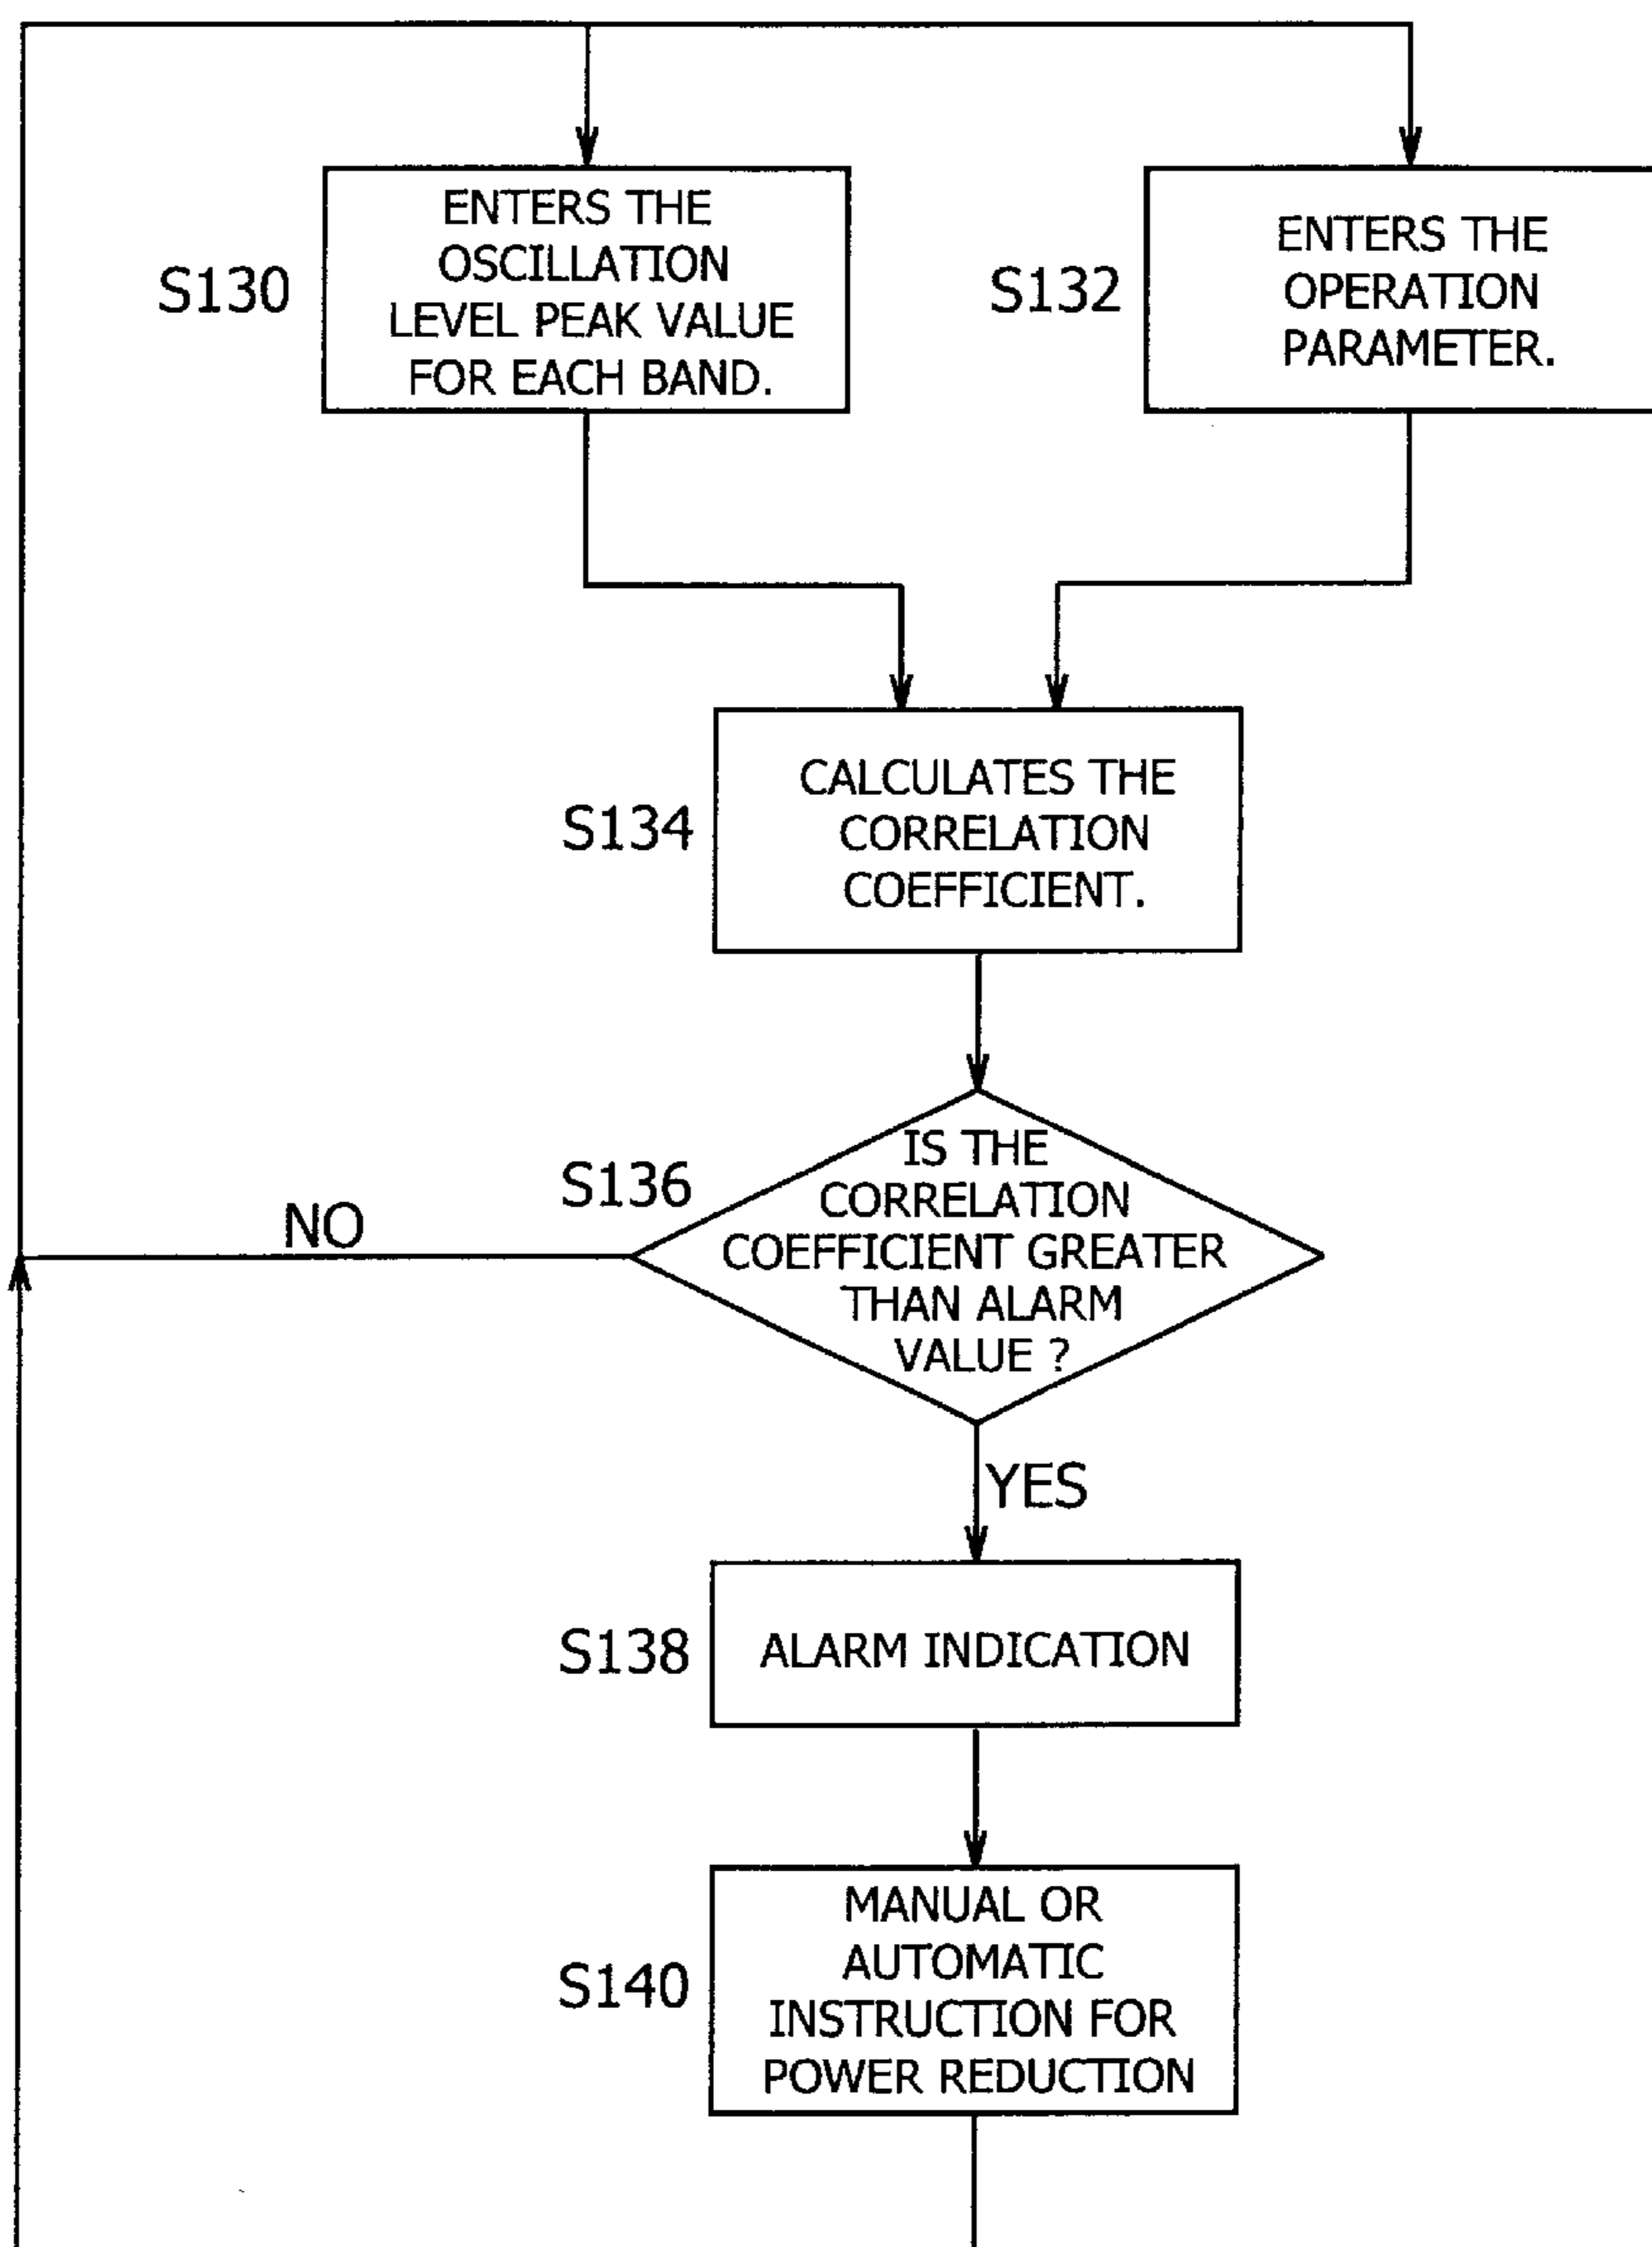 S130
ENTERS THE
OSCILLATION
LEVEL PEAK VALUE
FOR EACH BAND.
S132
ENTERS THE
OPERATION
PARAMETER.
S134
CALCULATES THE
CORRELATION
COEFFICIENT.
S136
IS THE
CORRELATION
COEFFICIENT GREATER
THAN ALARM
VALUE ?
NO
YES
S138
ALARM INDICATION
S140
MANUAL OR
AUTOMATIC
INSTRUCTION FOR
POWER REDUCTION